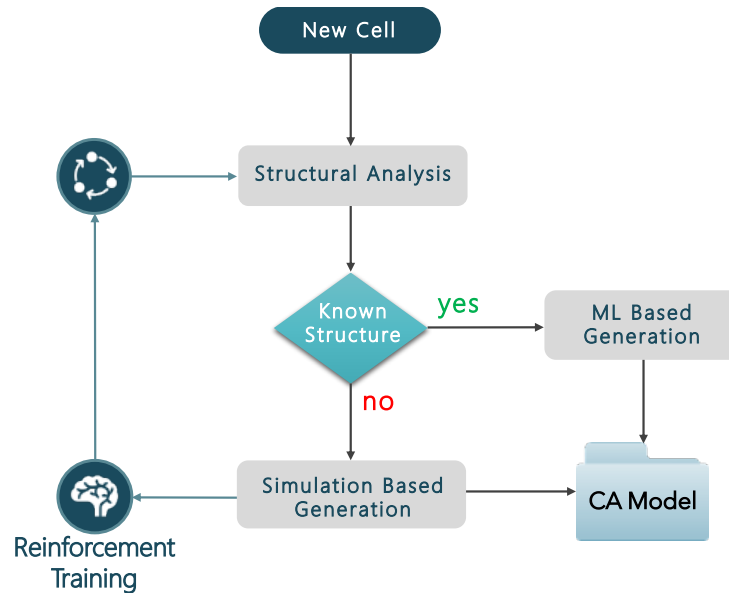 New Cell
Structural Analysis
Known
Structure
yes
ML Based
Generation
no
Simulation Based
Generation
CA Model
Reinforcement
Training